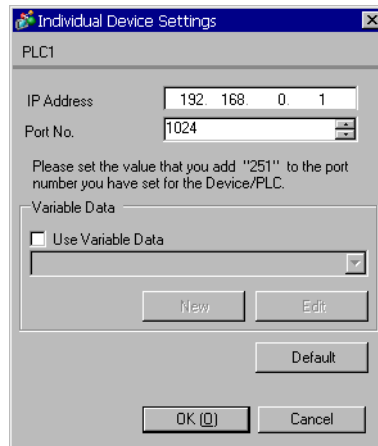 Individual Device Settings
PLC1
IP Address 192. 168. 0. 1
Port No. 1024
Please set the value that you add "251" to the port
number you have set for the Device/PLC.
Variable Data
Use Variable Data
New Edit
Default
OK (O) Cancel